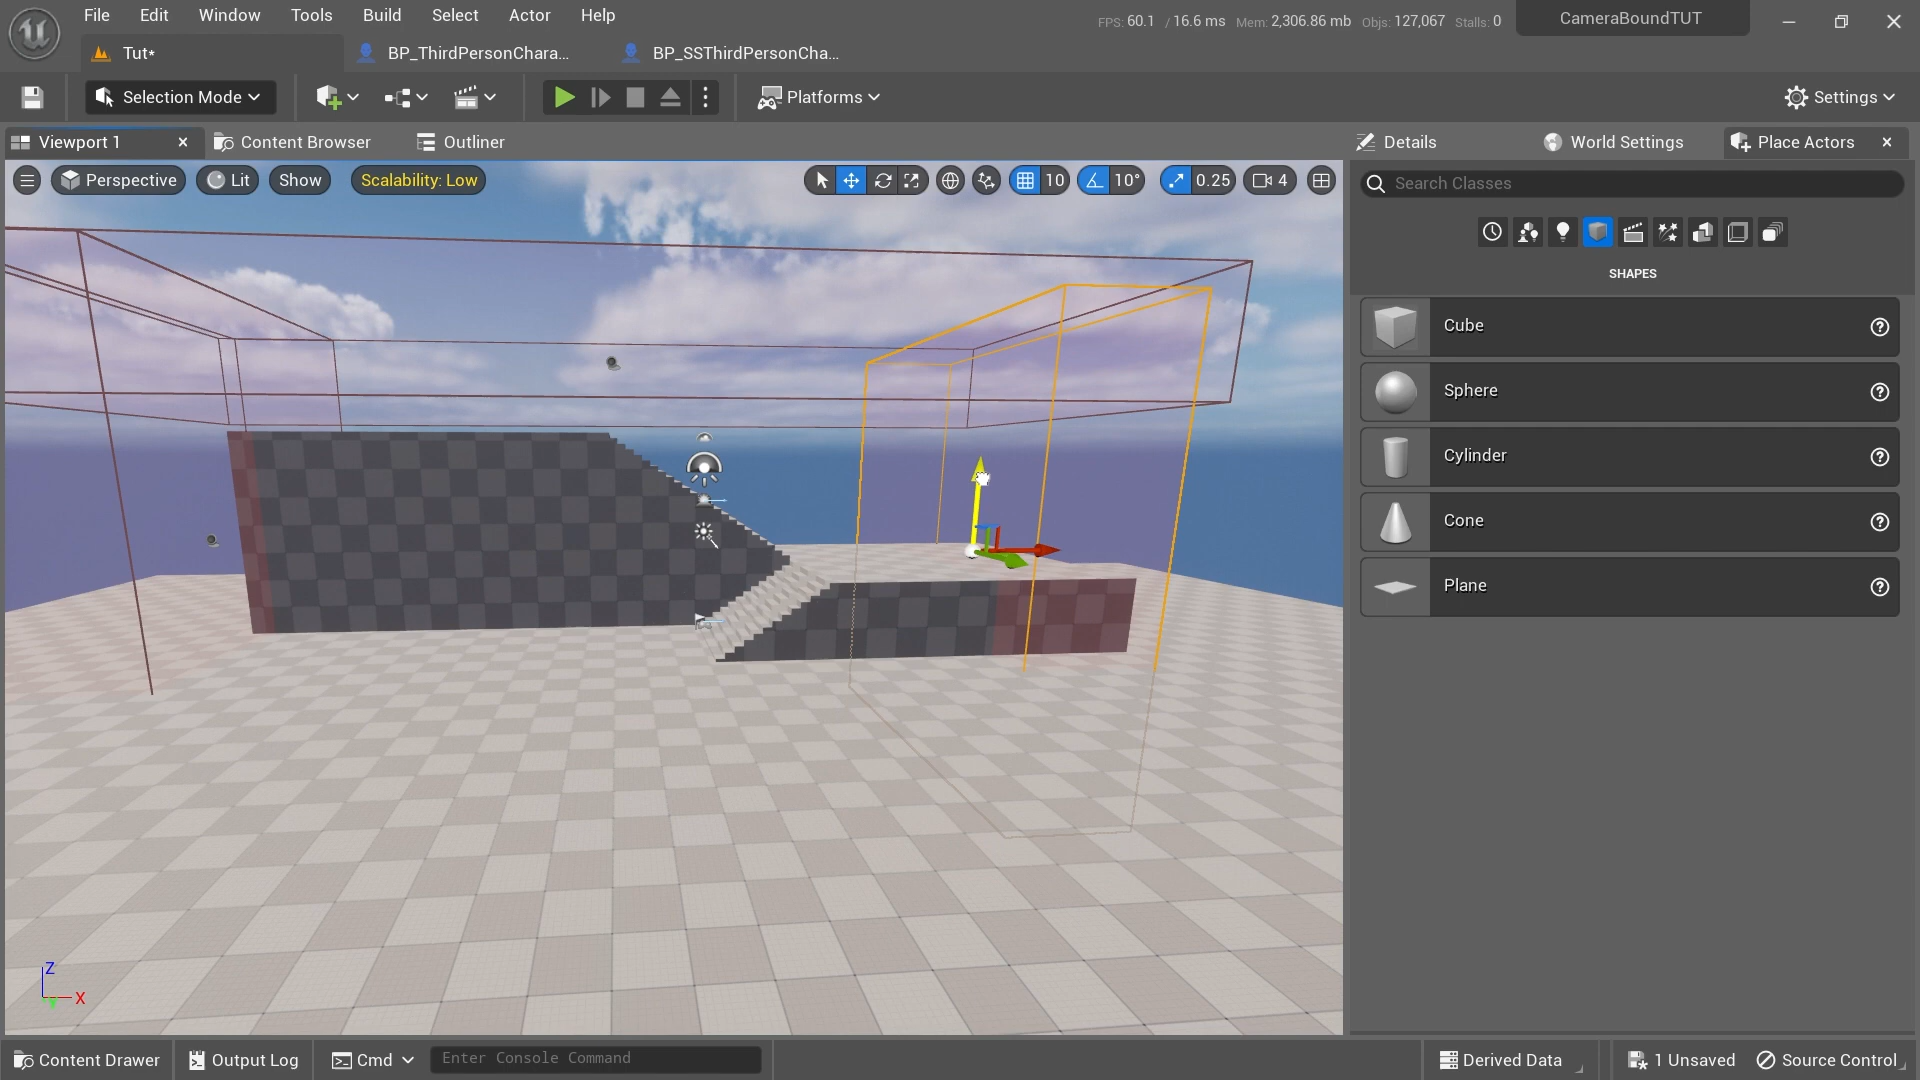 File Edit Window Tools Build Select Actor Help
FPS: 60.1 / 16.6 ms Mem: 2,306.86 mb Objs: 127,067 Stalls: 0
CameraBoundTUT
Tut*
BP_ThirdPersonChara...
BP_SSThirdPersonCha...
Selection Mode
Platforms
Settings
Viewport 1
Content Browser
Outliner
Details
World Settings
Place Actors
Perspective
Lit
Show
Scalability: Low
10
10°
0.25
4
Search Classes
SHAPES
Cube
Sphere
Cylinder
Cone
Plane
Z
X
Y
Content Drawer
Output Log
Cmd
Enter Console Command
Derived Data
1 Unsaved
Source Control